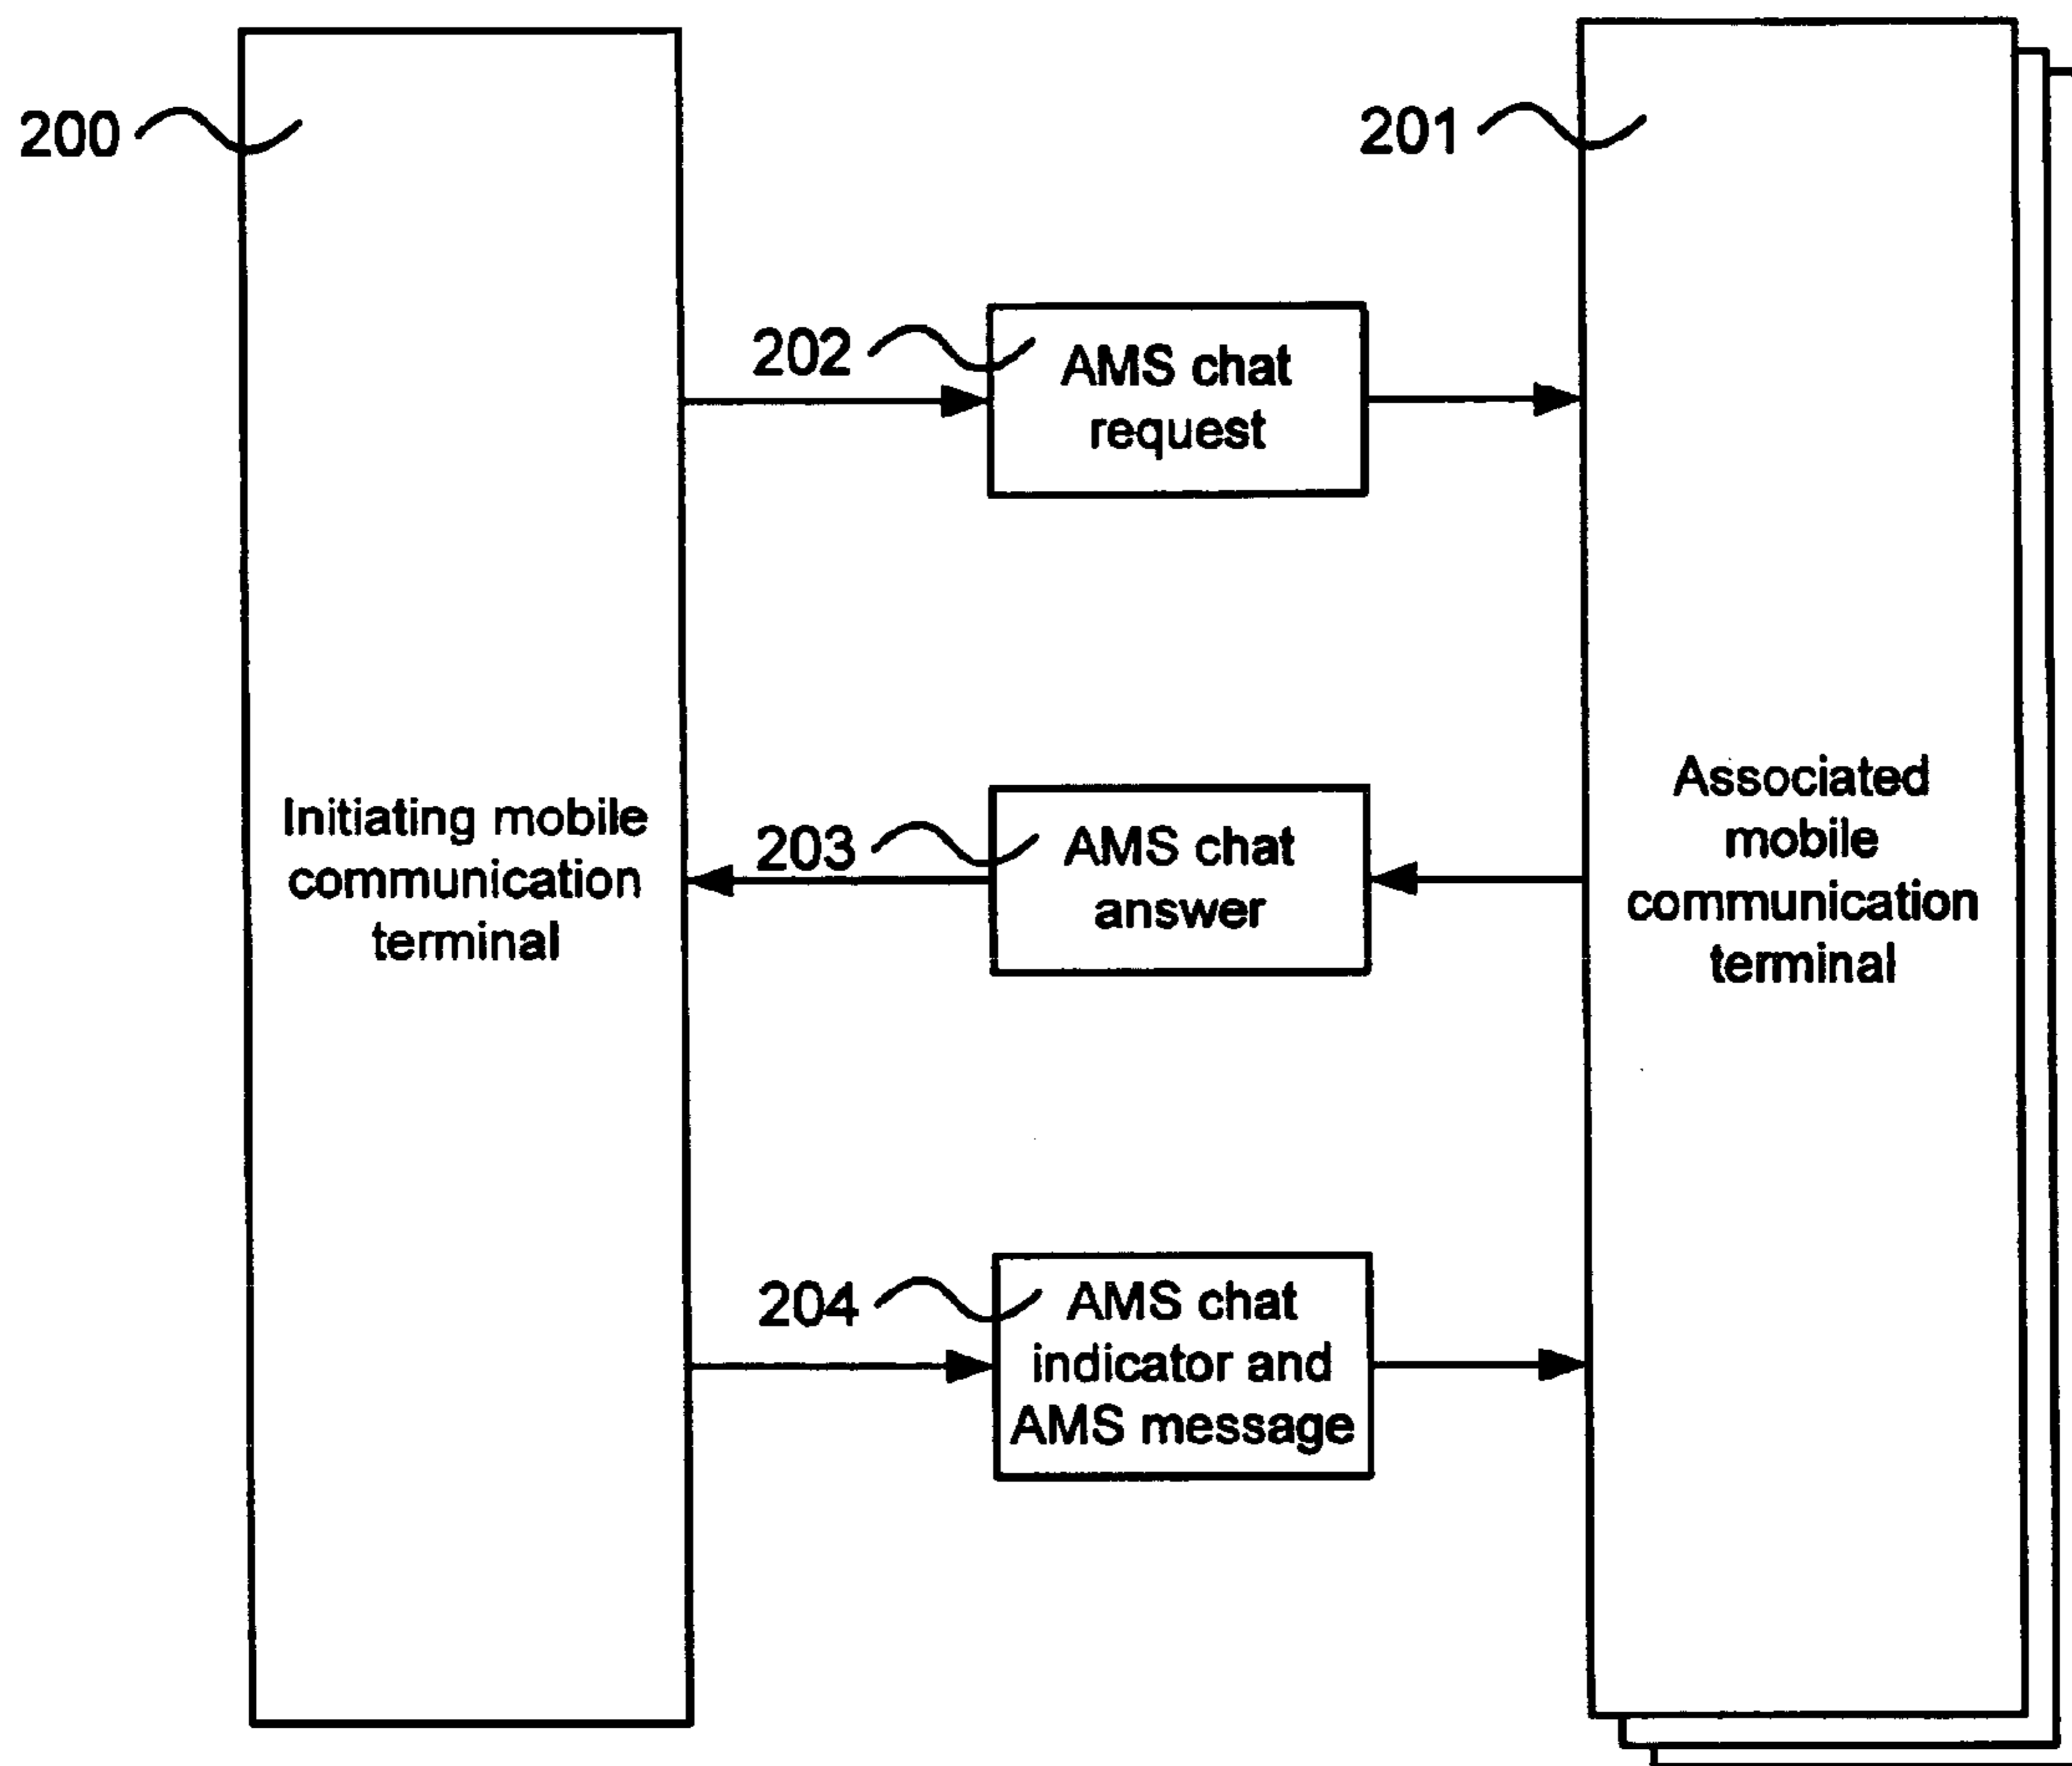 200
201
202
AMS chat
request
Initiating mobile
communication
terminal
203
AMS chat
answer
Associated
mobile
communication
terminal
204
AMS chat
indicator and
AMS message